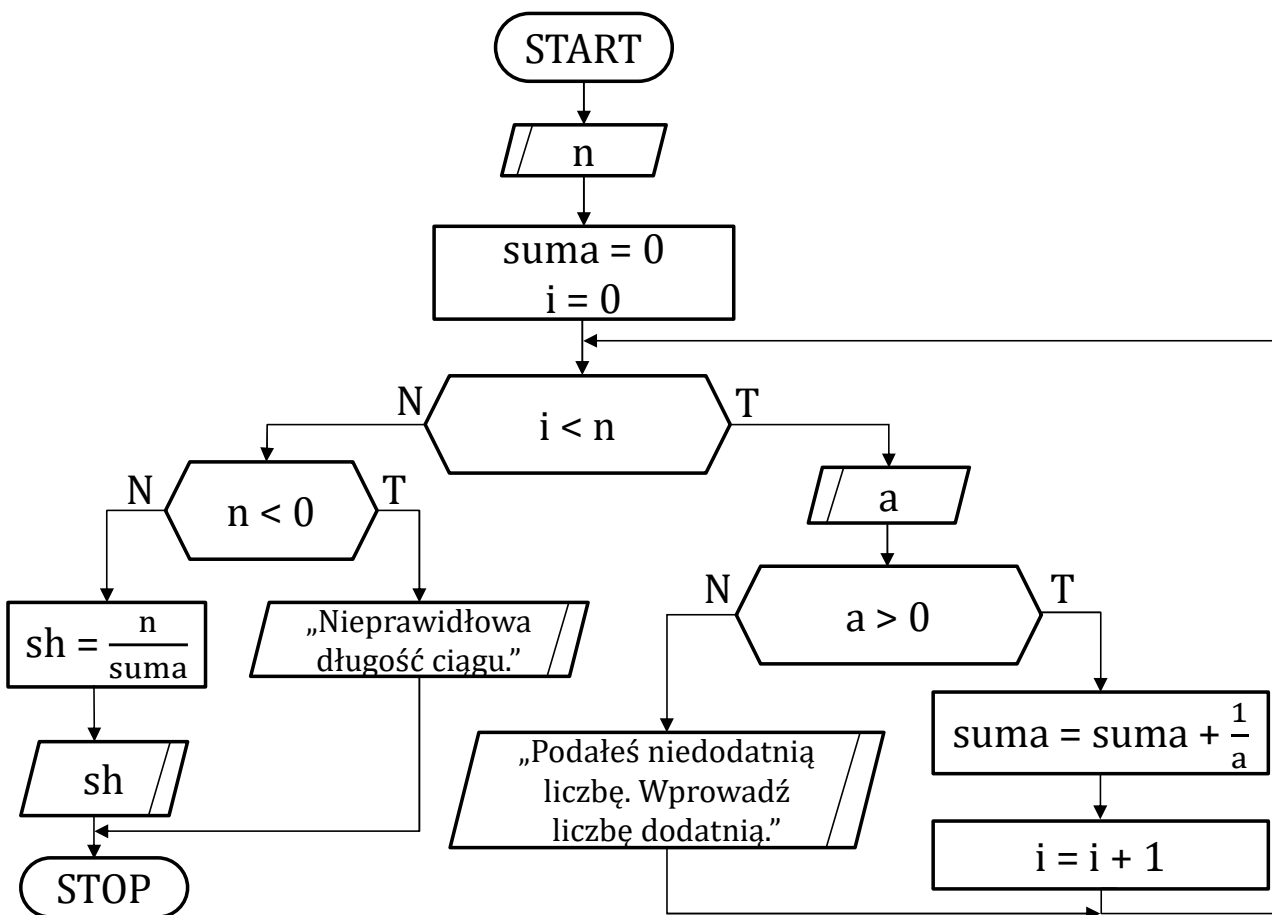 START
n
suma = 0
i = 0
i < n
N
T
n < 0
N
T
a
a > 0
N
T
sh = n/suma
„Nieprawidłowa
długość ciągu.”
sh
STOP
„Podałeś niedodatnią
liczbę. Wprowadź
liczbę dodatnią.”
suma = suma + 1/a
i = i + 1